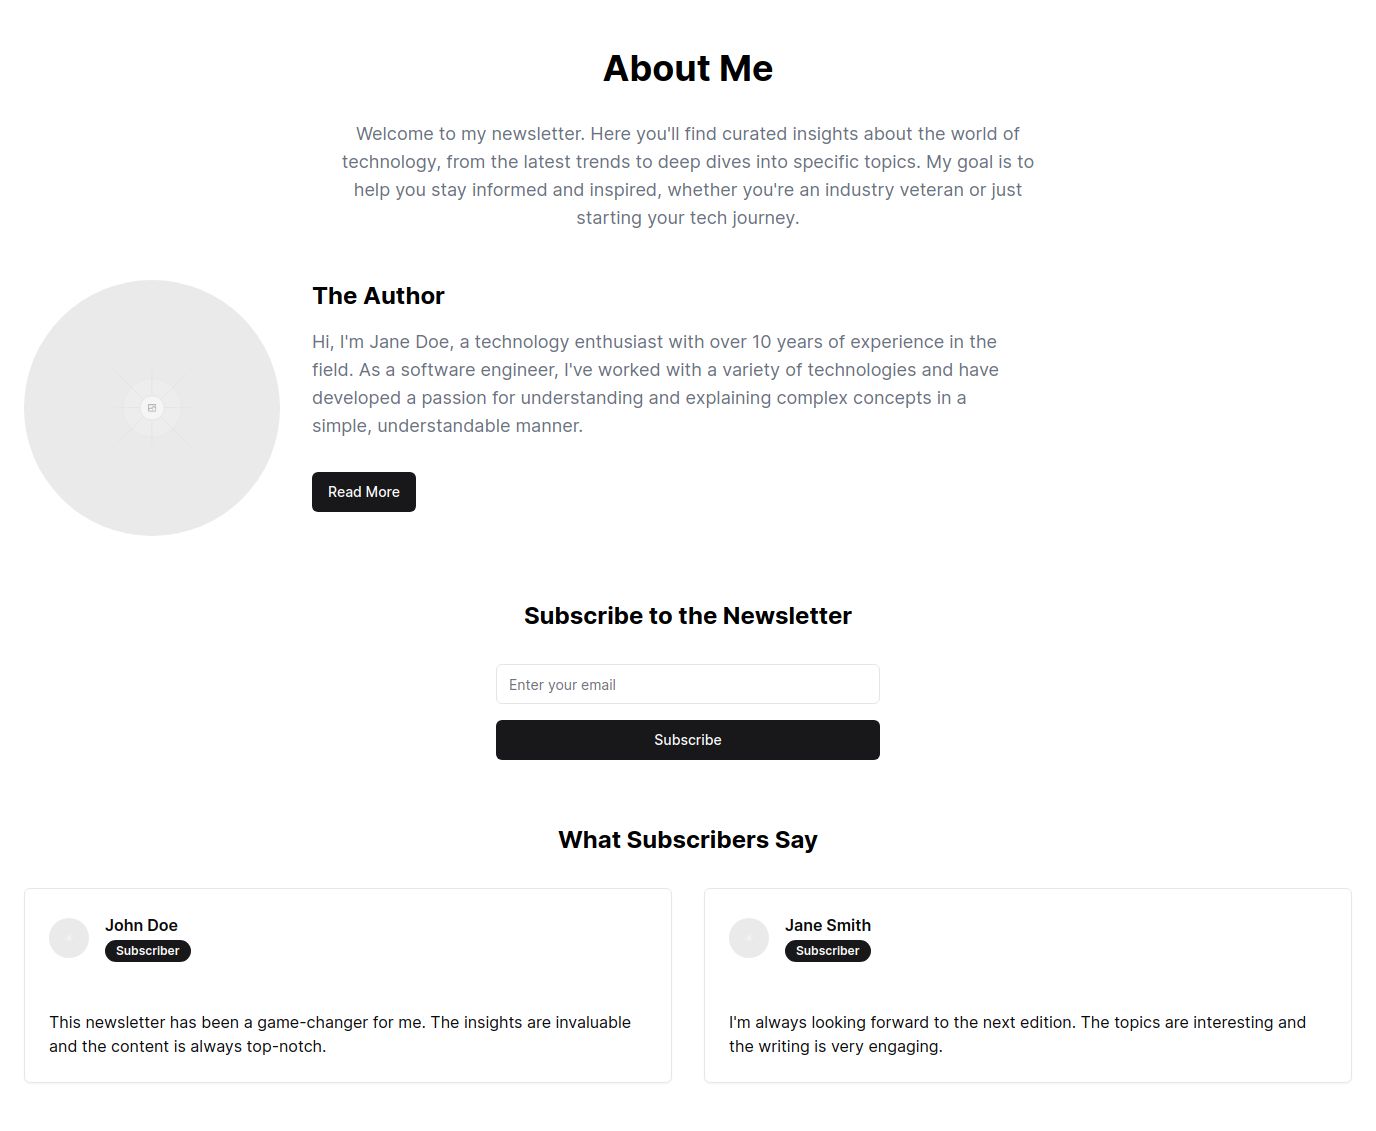 About Me
Welcome to my newsletter. Here you'll find curated insights about the world of
technology, from the latest trends to deep dives into specific topics. My goal is to
help you stay informed and inspired, whether you're an industry veteran or just
starting your tech journey.
The Author
Hi, I'm Jane Doe, a technology enthusiast with over 10 years of experience in the
field. As a software engineer, I've worked with a variety of technologies and have
developed a passion for understanding and explaining complex concepts in a
simple, understandable manner.
Read More
Subscribe to the Newsletter
Enter your email
Subscribe
What Subscribers Say
John Doe
Subscriber
This newsletter has been a game-changer for me. The insights are invaluable
and the content is always top-notch.
Jane Smith
Subscriber
I'm always looking forward to the next edition. The topics are interesting and
the writing is very engaging.